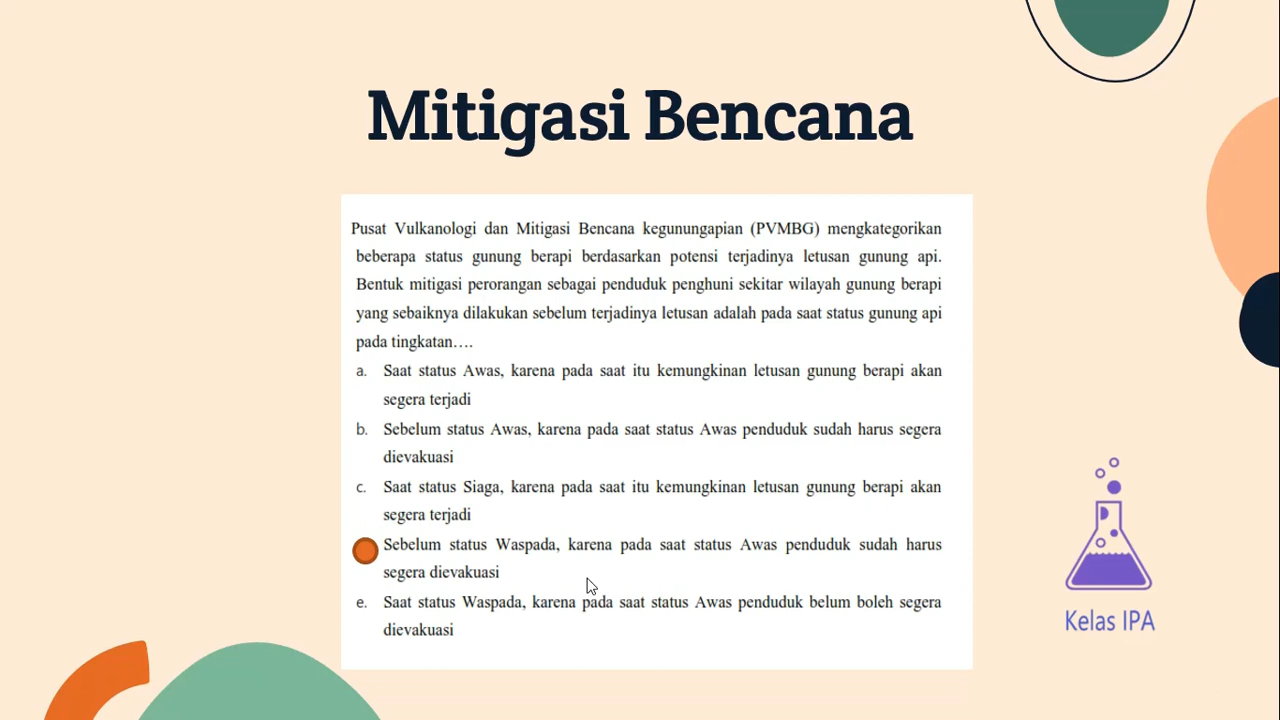 Mitigasi Bencana
Pusat Vulkanologi dan Mitigasi Bencana kegunungapian (PVMBG) mengkategorikan
beberapa status gunung berapi berdasarkan potensi terjadinya letusan gunung api.
Bentuk mitigasi perorangan sebagai penduduk penghuni sekitar wilayah gunung berapi
yang sebaiknya dilakukan sebelum terjadinya letusan adalah pada saat status gunung api
pada tingkatan….
a. Saat status Awas, karena pada saat itu kemungkinan letusan gunung berapi akan
segera terjadi
b. Sebelum status Awas, karena pada saat status Awas penduduk sudah harus segera
dievakuasi
c. Saat status Siaga, karena pada saat itu kemungkinan letusan gunung berapi akan
segera terjadi
Sebelum status Waspada, karena pada saat status Awas penduduk sudah harus
segera dievakuasi
e. Saat status Waspada, karena pada saat status Awas penduduk belum boleh segera
dievakuasi
Kelas IPA